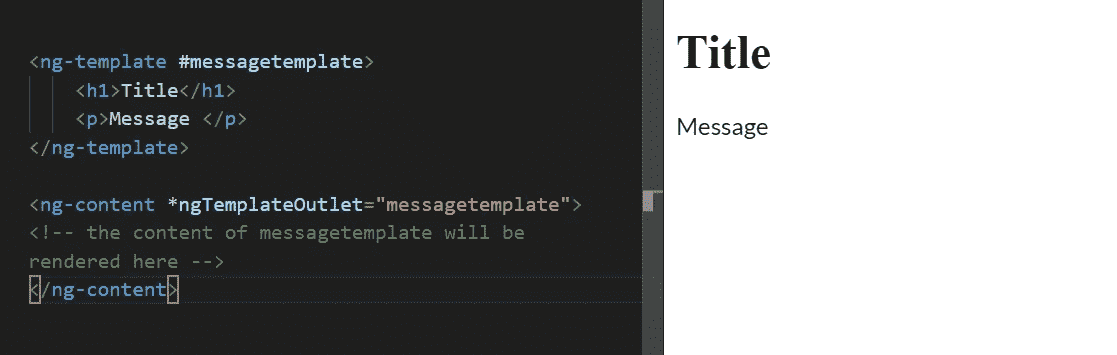 <ng-template #messagetemplate>
<h1>Title</h1>
<p>Message </p>
</ng-template>
<ng-content *ngTemplateOutlet="messagetemplate">
<!-- the content of messagetemplate will be
rendered here -->
</ng-content>
Title
Message